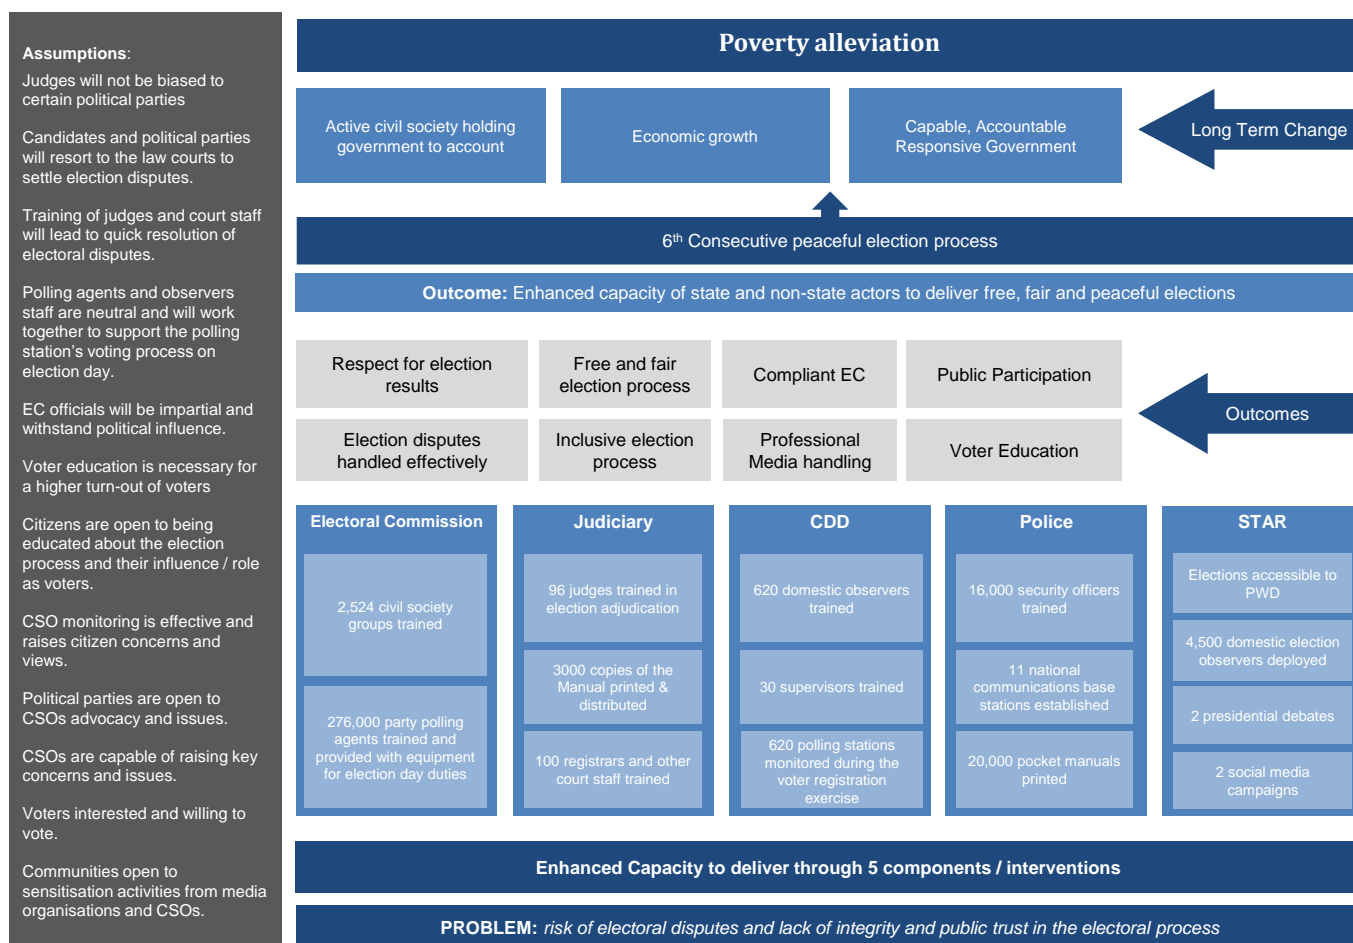 Assumptions:
Judges will not be biased to
certain political parties
Candidates and political parties
will resort to the law courts to
settle election disputes.
Training of judges and court staff
will lead to quick resolution of
electoral disputes.
Polling agents and observers
staff are neutral and will work
together to support the polling
station's voting process on
election day.
EC officials will be impartial and
withstand political influence.
Voter education is necessary for
a higher turn-out of voters
Citizens are open to being
educated about the election
process and their influence / role
as voters.
CSO monitoring is effective and
raises citizen concerns and
views.
Political parties are open to
CSOs advocacy and issues.
CSOs are capable of raising key
concerns and issues.
Voters interested and willing to
vote.
Communities open to
sensitisation activities from media
organisations and CSOs.
Poverty alleviation
Active civil society holding
government to account
Economic growth
Capable, Accountable
Responsive Government
Long Term Change
6th Consecutive peaceful election process
Outcome: Enhanced capacity of state and non-state actors to deliver free, fair and peaceful elections
Respect for election
results
Free and fair
election process
Compliant EC
Public Participation
Election disputes
handled effectively
Inclusive election
process
Professional
Media handling
Voter Education
Outcomes
Electoral Commission
2,524 civil society
groups trained
276,000 party polling
agents trained and
provided with equipment
for election day duties
Judiciary
96 judges trained in
election adjudication
3000 copies of the
Manual printed &
distributed
100 registrars and other
court staff trained
CDD
620 domestic observers
trained
30 supervisors trained
620 polling stations
monitored during the
voter registration
exercise
Police
16,000 security officers
trained
11 national
communications base
stations established
20,000 pocket manuals
printed
STAR
Elections accessible to
PWD
4,500 domestic election
observers deployed
2 presidential debates
2 social media
campaigns
Enhanced Capacity to deliver through 5 components / interventions
PROBLEM: risk of electoral disputes and lack of integrity and public trust in the electoral process